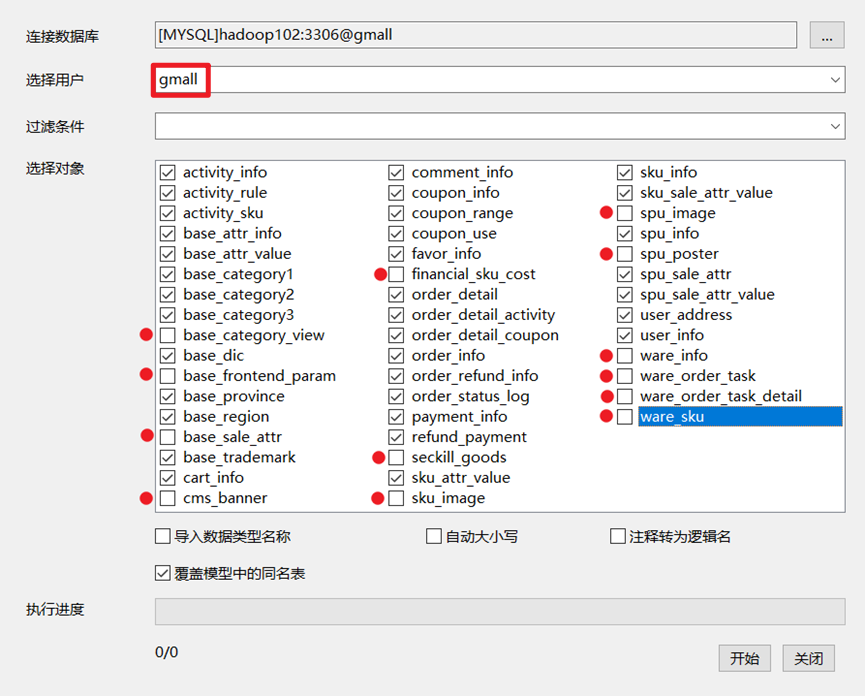 连接数据库 [MYSQL]hadoop102:3306@gmall ...
选择用户 gmall
过滤条件
选择对象
activity_info comment_info sku_info
activity_rule coupon_info sku_sale_attr_value
activity_sku coupon_range spu_image
base_attr_info coupon_use spu_info
base_attr_value favor_info spu_poster
base_category1 financial_sku_cost spu_sale_attr
base_category2 order_detail spu_sale_attr_value
base_category3 order_detail_activity user_address
base_category_view order_detail_coupon user_info
base_dic order_info ware_info
base_frontend_param order_refund_info ware_order_task
base_province order_status_log ware_order_task_detail
base_region payment_info ware_sku
base_sale_attr refund_payment
base_trademark seckill_goods
cart_info sku_attr_value
cms_banner sku_image
导入数据类型名称 自动大小写 注释转为逻辑名
覆盖模型中的同名表
执行进度
0/0 开始 关闭